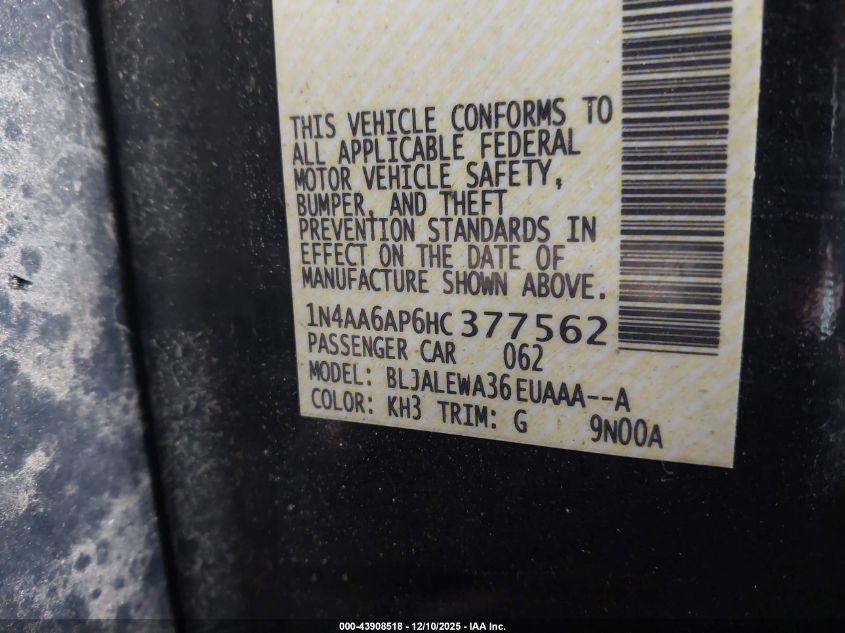 THIS VEHICLE CONFORMS TO
ALL APPLICABLE FEDERAL
MOTOR VEHICLE SAFETY,
BUMPER, AND THEFT
PREVENTION STANDARDS IN
EFFECT ON THE DATE OF
MANUFACTURE SHOWN ABOVE.
1N4AA6AP6HC377562
PASSENGER CAR 062
MODEL: BLJALEWA36EUAAA--A
COLOR: KH3 TRIM: G 9N00A
000-43908518 - 12/10/2025 - IAA Inc.